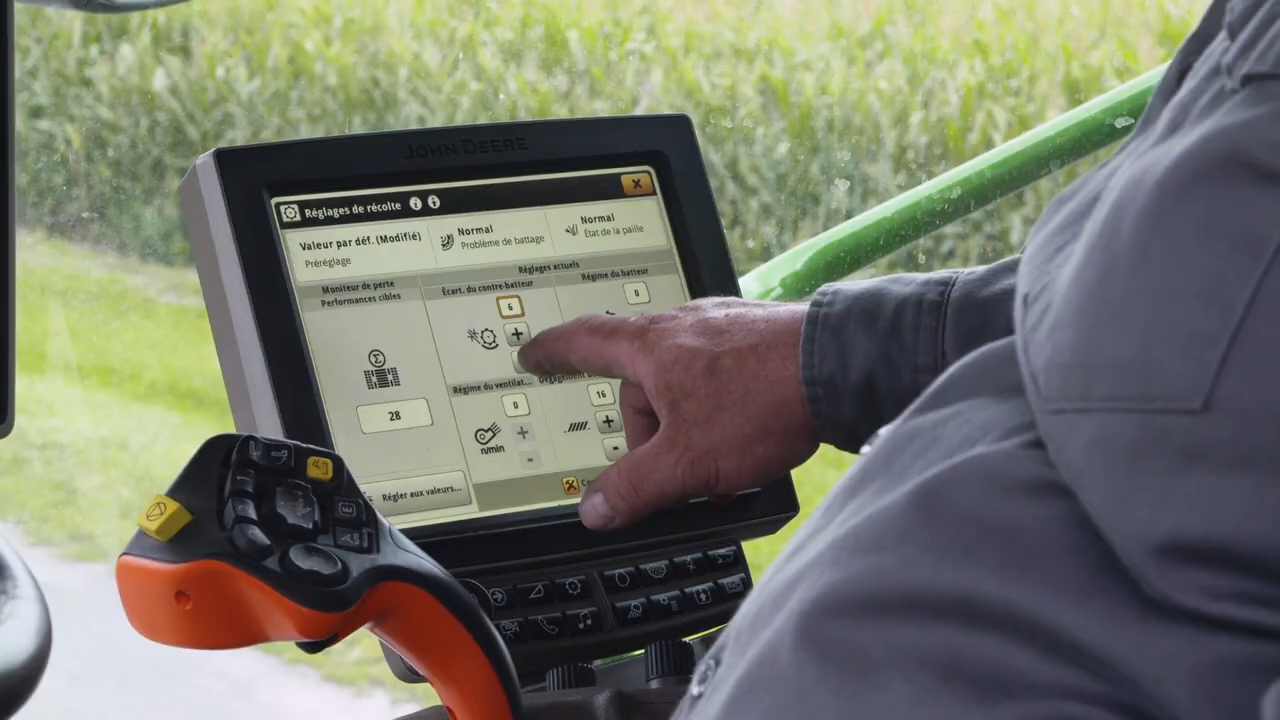 JOHN DEERE
Réglages de récolte
Valeur par déf. (Modifié)
Préréglage
Normal
Problème de battage
Normal
État de la paille
Réglages actuels
Moniteur de perte
Performances cibles
28
Écart. du contre-batteur
6
+
Régime du batteur
0
Régime du ventilat...
0
n/min
+
-
16
+
-
Régler aux valeurs...